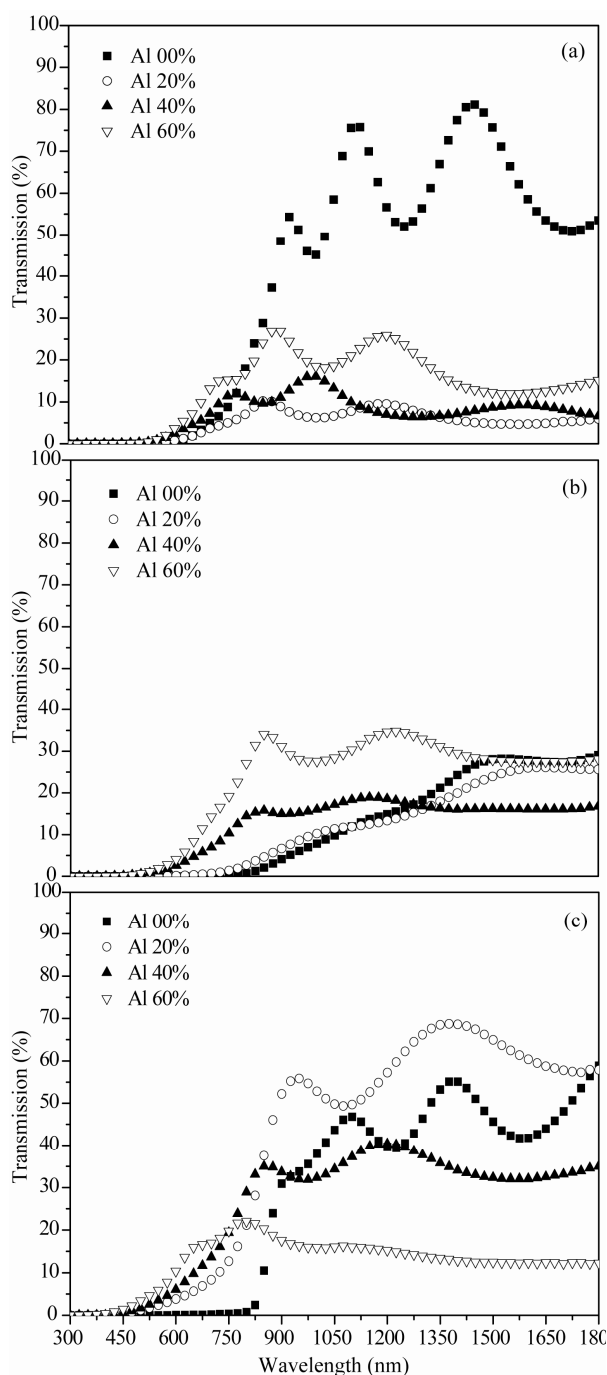 100
90
80
70
60
50
40
30
20
10
0
Transmission (%)
Al 00%
Al 20%
Al 40%
Al 60%
(a)
100
90
80
70
60
50
40
30
20
10
0
Transmission (%)
Al 00%
Al 20%
Al 40%
Al 60%
(b)
100
90
80
70
60
50
40
30
20
10
0
Transmission (%)
Al 00%
Al 20%
Al 40%
Al 60%
(c)
300 450 600 750 900 1050 1200 1350 1500 1650 180
Wavelength (nm)